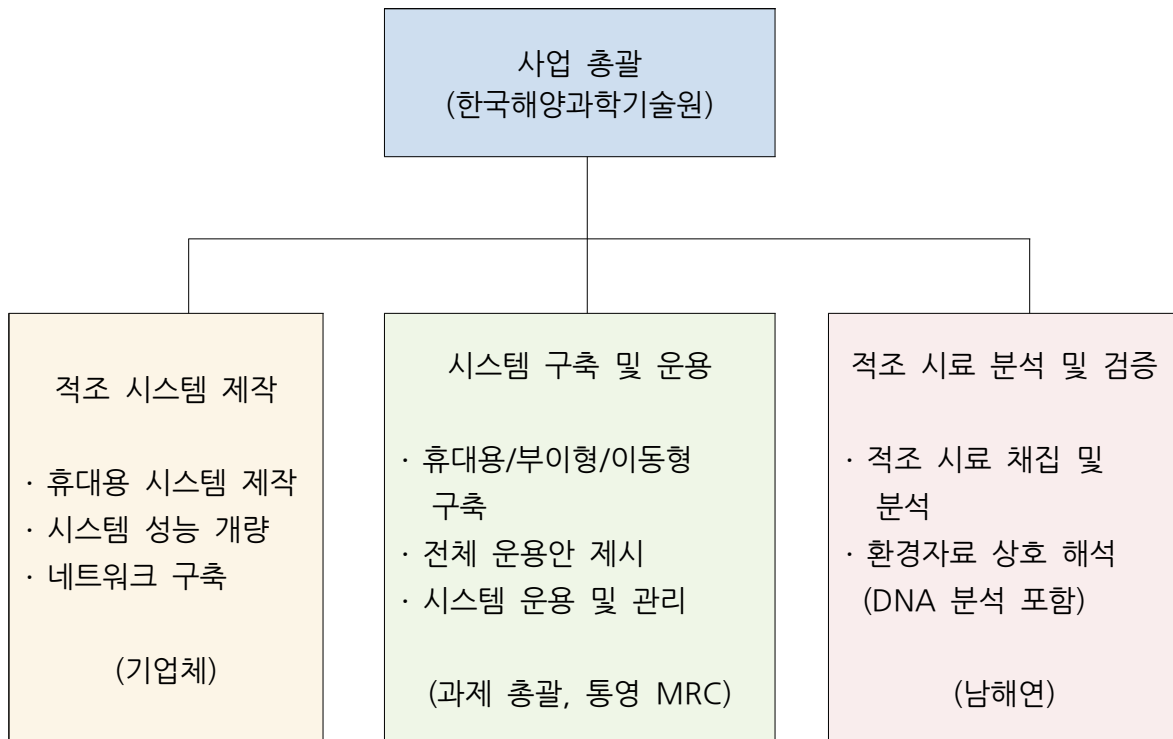 사업 총괄
(한국해양과학기술원)
적조 시스템 제작
· 휴대용 시스템 제작
· 시스템 성능 개량
· 네트워크 구축
(기업체)
시스템 구축 및 운용
· 휴대용/부이형/이동형
구축
· 전체 운용안 제시
· 시스템 운용 및 관리
(과제 총괄, 통영 MRC)
적조 시료 분석 및 검증
· 적조 시료 채집 및
분석
· 환경자료 상호 해석
(DNA 분석 포함)
(남해연)